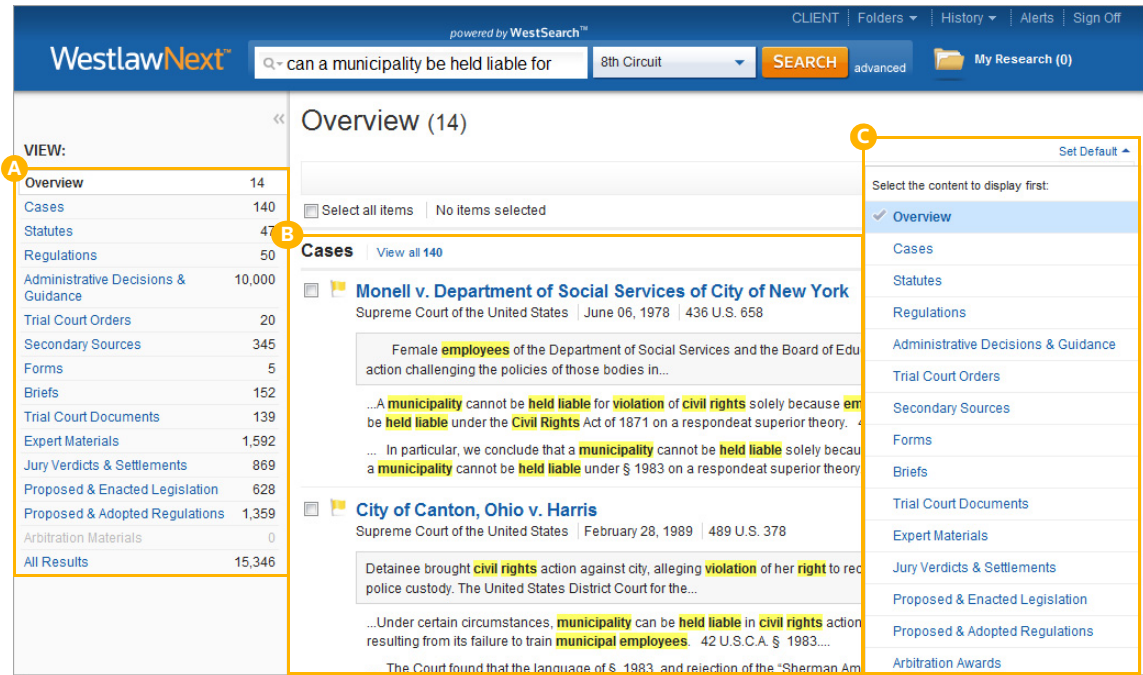 CLIENT Folders History Alerts Sign Off
powered by WestSearch™
WestlawNext™
can a municipality be held liable for
8th Circuit
SEARCH
advanced
My Research (0)
«
VIEW:
A
Overview 14
Cases 140
Statutes 47
Regulations 50
Administrative Decisions & 10,000
Guidance
Trial Court Orders 20
Secondary Sources 345
Forms 5
Briefs 152
Trial Court Documents 139
Expert Materials 1,592
Jury Verdicts & Settlements 869
Proposed & Enacted Legislation 628
Proposed & Adopted Regulations 1,359
Arbitration Materials 0
All Results 15,346
Overview (14)
Select all items No items selected
B
Cases View all 140
Monell v. Department of Social Services of City of New York
Supreme Court of the United States June 06, 1978 436 U.S. 658
Female employees of the Department of Social Services and the Board of Edu
action challenging the policies of those bodies in...
...A municipality cannot be held liable for violation of civil rights solely because em
be held liable under the Civil Rights Act of 1871 on a respondeat superior theory.
... In particular, we conclude that a municipality cannot be held liable solely becau
a municipality cannot be held liable under § 1983 on a respondeat superior theory
City of Canton, Ohio v. Harris
Supreme Court of the United States February 28, 1989 489 U.S. 378
Detainee brought civil rights action against city, alleging violation of her right to rec
police custody. The United States District Court for the...
...Under certain circumstances, municipality can be held liable in civil rights action
resulting from its failure to train municipal employees. 42 U.S.C.A. § 1983....
The Court found that the language of § 1983, and rejection of the "Sherman Am
C
Set Default
Select the content to display first:
Overview
Cases
Statutes
Regulations
Administrative Decisions & Guidance
Trial Court Orders
Secondary Sources
Forms
Briefs
Trial Court Documents
Expert Materials
Jury Verdicts & Settlements
Proposed & Enacted Legislation
Proposed & Adopted Regulations
Arbitration Awards